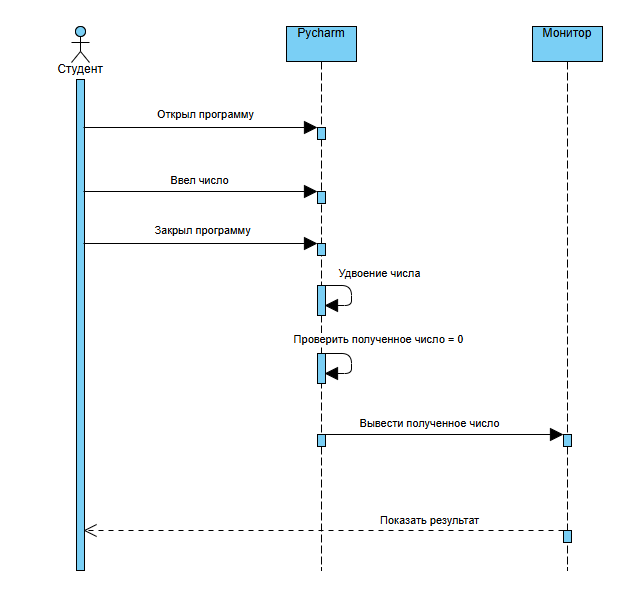 Pycharm
Монитор
Студент
Открыл программу
Ввел число
Закрыл программу
Удвоение числа
Проверить полученное число = 0
Вывести полученное число
Показать результат